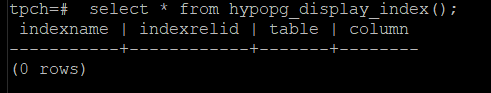 tpch=#  select * from hypopg_display_index();
 indexname | indexrelid | table | column
-----------+------------+-------+--------
(0 rows)